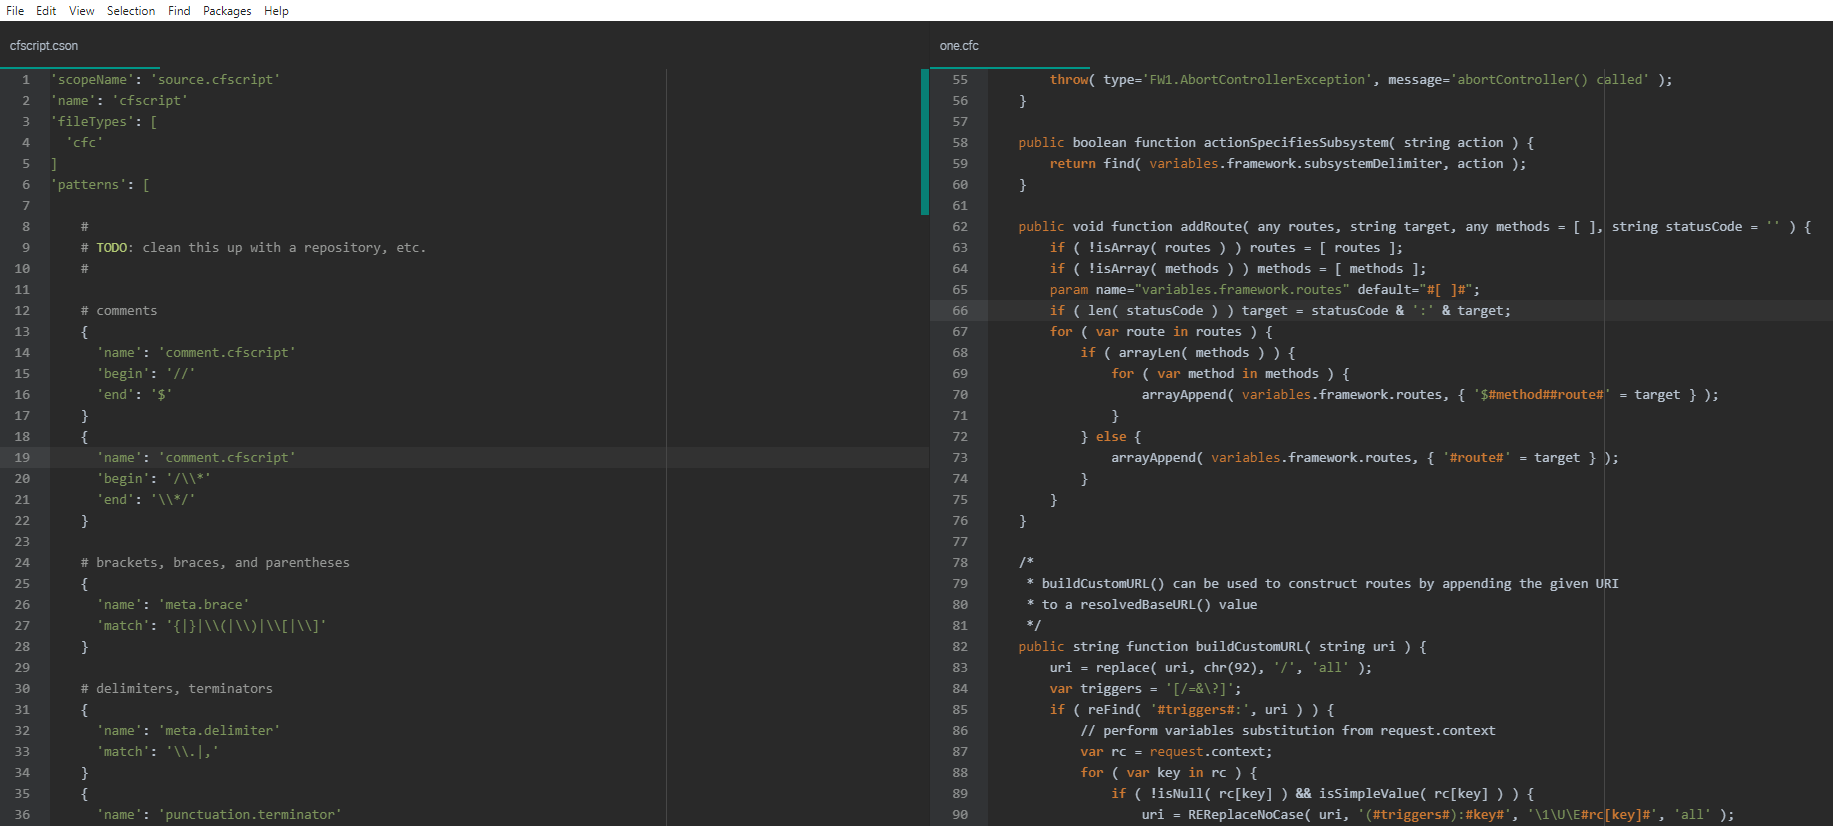 File Edit View Selection Find Packages Help
cfscript.cson
1 'scopeName': 'source.cfscript'
2 'name': 'cfscript'
3 'fileTypes': [
4   'cfc'
5 ]
6 'patterns': [
7
8     #
9     # TODO: clean this up with a repository, etc.
10     #
11
12     # comments
13     {
14       'name': 'comment.cfscript'
15       'begin': '//'
16       'end': '$'
17     }
18     {
19       'name': 'comment.cfscript'
20       'begin': '/\\*'
21       'end': '\\*/'
22     }
23
24     # brackets, braces, and parentheses
25     {
26       'name': 'meta.brace'
27       'match': '{|}|\\(|\\)|\\[|\\]'
28     }
29
30     # delimiters, terminators
31     {
32       'name': 'meta.delimiter'
33       'match': '\\.|,'
34     }
35     {
36       'name': 'punctuation.terminator'
one.cfc
55         throw( type='FW1.AbortControllerException', message='abortController() called' );
56     }
57
58     public boolean function actionSpecifiesSubsystem( string action ) {
59         return find( variables.framework.subsystemDelimiter, action );
60     }
61
62     public void function addRoute( any routes, string target, any methods = [ ], string statusCode = '' ) {
63         if ( !isArray( routes ) ) routes = [ routes ];
64         if ( !isArray( methods ) ) methods = [ methods ];
65         param name="variables.framework.routes" default="#[ ]#";
66         if ( len( statusCode ) ) target = statusCode & ':' & target;
67         for ( var route in routes ) {
68             if ( arrayLen( methods ) ) {
69                 for ( var method in methods ) {
70                     arrayAppend( variables.framework.routes, { '$#method##route#' = target } );
71                 }
72             } else {
73                 arrayAppend( variables.framework.routes, { '#route#' = target } );
74             }
75         }
76     }
77
78     /*
79      * buildCustomURL() can be used to construct routes by appending the given URI
80      * to a resolvedBaseURL() value
81      */
82     public string function buildCustomURL( string uri ) {
83         uri = replace( uri, chr(92), '/', 'all' );
84         var triggers = '[/=&\?]';
85         if ( reFind( '#triggers#:', uri ) ) {
86             // perform variables substitution from request.context
87             var rc = request.context;
88             for ( var key in rc ) {
89                 if ( !isNull( rc[key] ) && isSimpleValue( rc[key] ) ) {
90                     uri = REReplaceNoCase( uri, '(#triggers#):#key#', '\1\U\E#rc[key]#', 'all' );